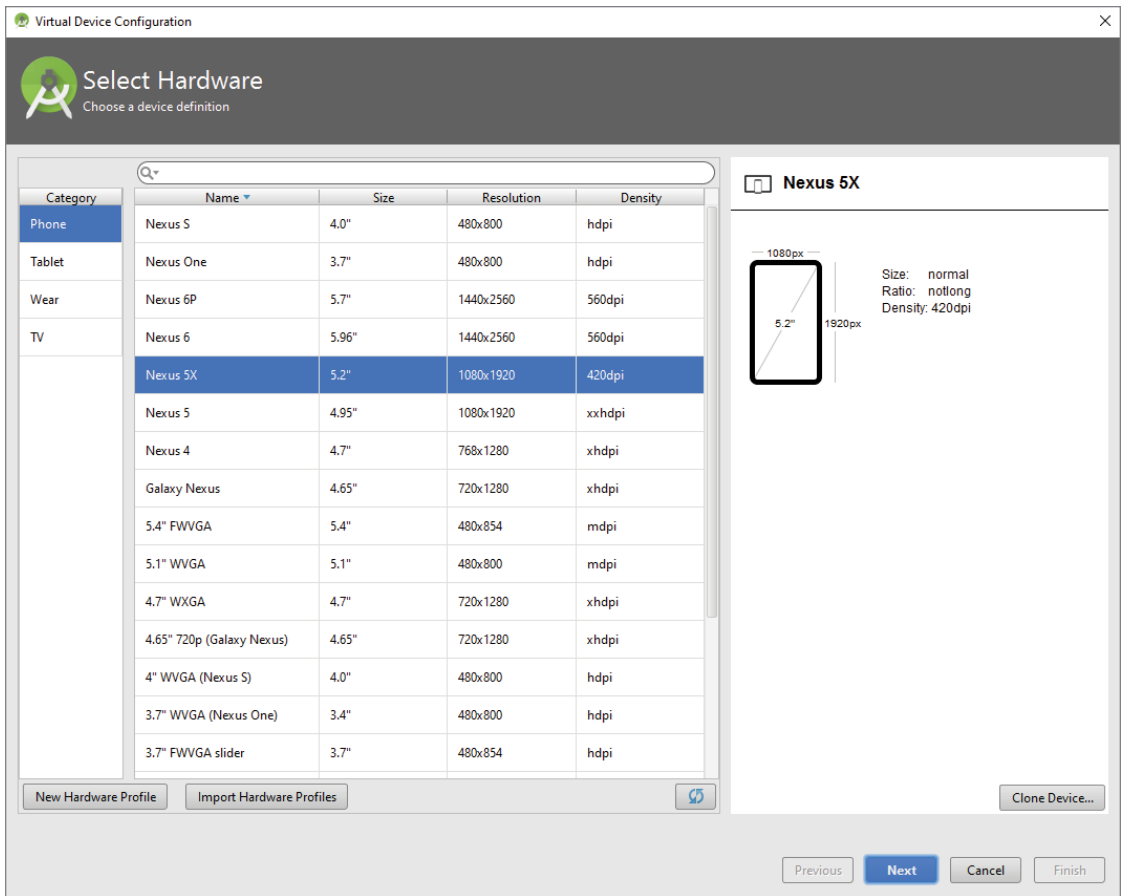 Virtual Device Configuration
Select Hardware
Choose a device definition
Category
Phone
Tablet
Wear
TV
Name Size Resolution Density
Nexus S 4.0" 480x800 hdpi
Nexus One 3.7" 480x800 hdpi
Nexus 6P 5.7" 1440x2560 560dpi
Nexus 6 5.96" 1440x2560 560dpi
Nexus 5X 5.2" 1080x1920 420dpi
Nexus 5 4.95" 1080x1920 xxhdpi
Nexus 4 4.7" 768x1280 xhdpi
Galaxy Nexus 4.65" 720x1280 xhdpi
5.4" FWVGA 5.4" 480x854 mdpi
5.1" WVGA 5.1" 480x800 mdpi
4.7" WXGA 4.7" 720x1280 xhdpi
4.65" 720p (Galaxy Nexus) 4.65" 720x1280 xhdpi
4" WVGA (Nexus S) 4.0" 480x800 hdpi
3.7" WVGA (Nexus One) 3.4" 480x800 hdpi
3.7" FWVGA slider 3.7" 480x854 hdpi
New Hardware Profile Import Hardware Profiles
Nexus 5X
1080px
5.2" 1920px
Size: normal
Ratio: notlong
Density: 420dpi
Clone Device...
Previous Next Cancel Finish